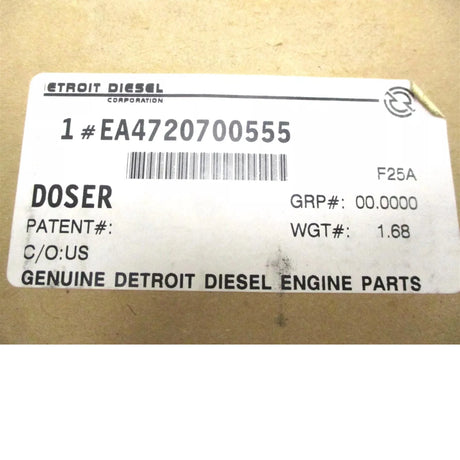 ETROIT DIESEL
CORPORATION
1 #EA4720700555
F25A
DOSER GRP#: 00.0000
PATENT#: WGT#: 1.68
C/O:US
GENUINE DETROIT DIESEL ENGINE PARTS